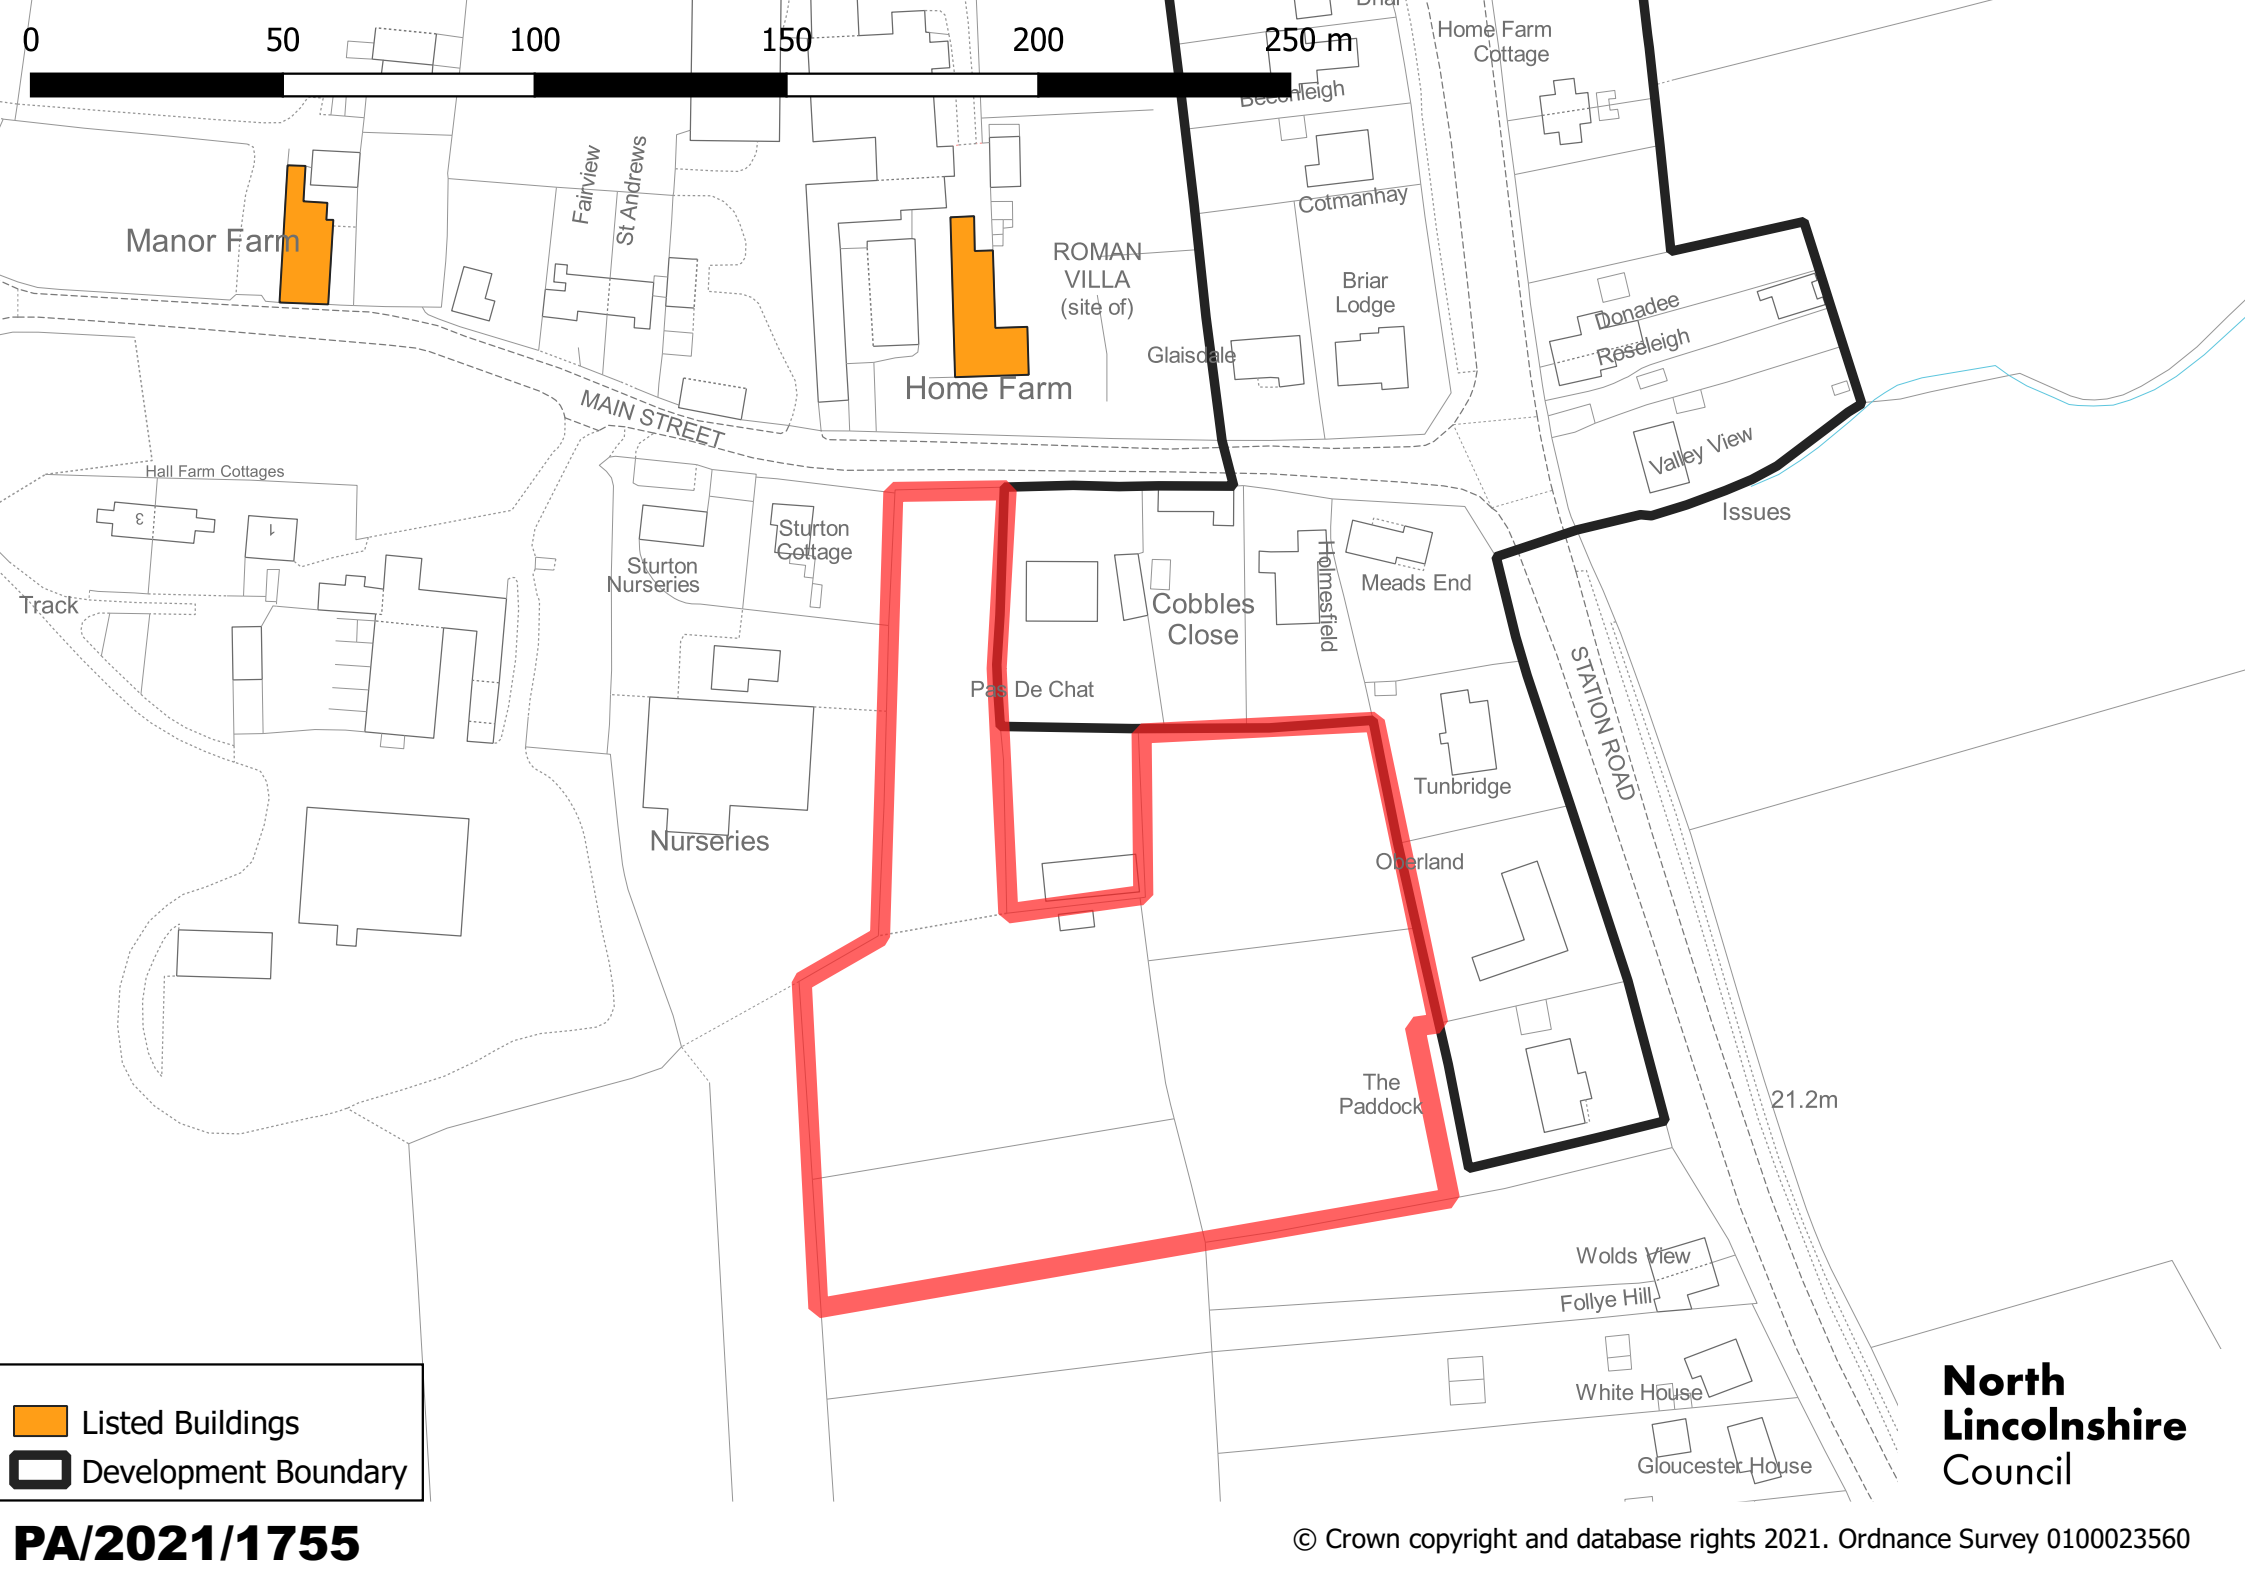 0 50 100 150 200 250 m
Briar
Home Farm
Cottage
Beechleigh
Fairview
St Andrews
Cotmanhay
Manor Farm
ROMAN
VILLA
(site of)
Briar
Lodge
Donadee
Roseleigh
Glaisdale
Home Farm
MAIN STREET
Valley View
Hall Farm Cottages
3
1
Issues
Sturton
Cottage
Sturton
Nurseries
Holmesfield
Meads End
Track
Cobbles
Close
Pas De Chat
STATION ROAD
Tunbridge
Nurseries
Oberland
The
Paddock
21.2m
Wolds View
Follye Hill
White House
Gloucester House
Listed Buildings
Development Boundary
North
Lincolnshire
Council
PA/2021/1755
© Crown copyright and database rights 2021. Ordnance Survey 0100023560